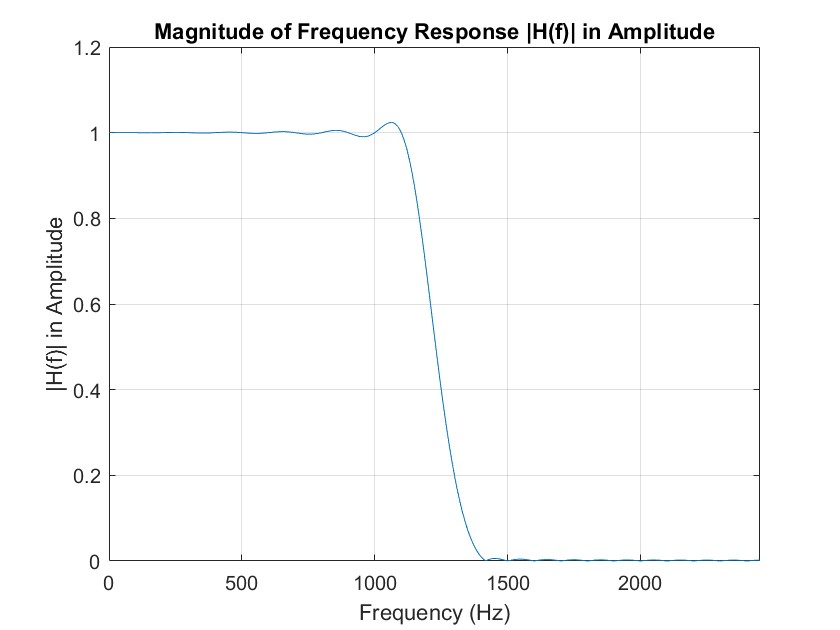 Magnitude of Frequency Response |H(f)| in Amplitude
1.2
1
0.8
0.6
0.4
0.2
0
|H(f)| in Amplitude
0 500 1000 1500 2000
Frequency (Hz)